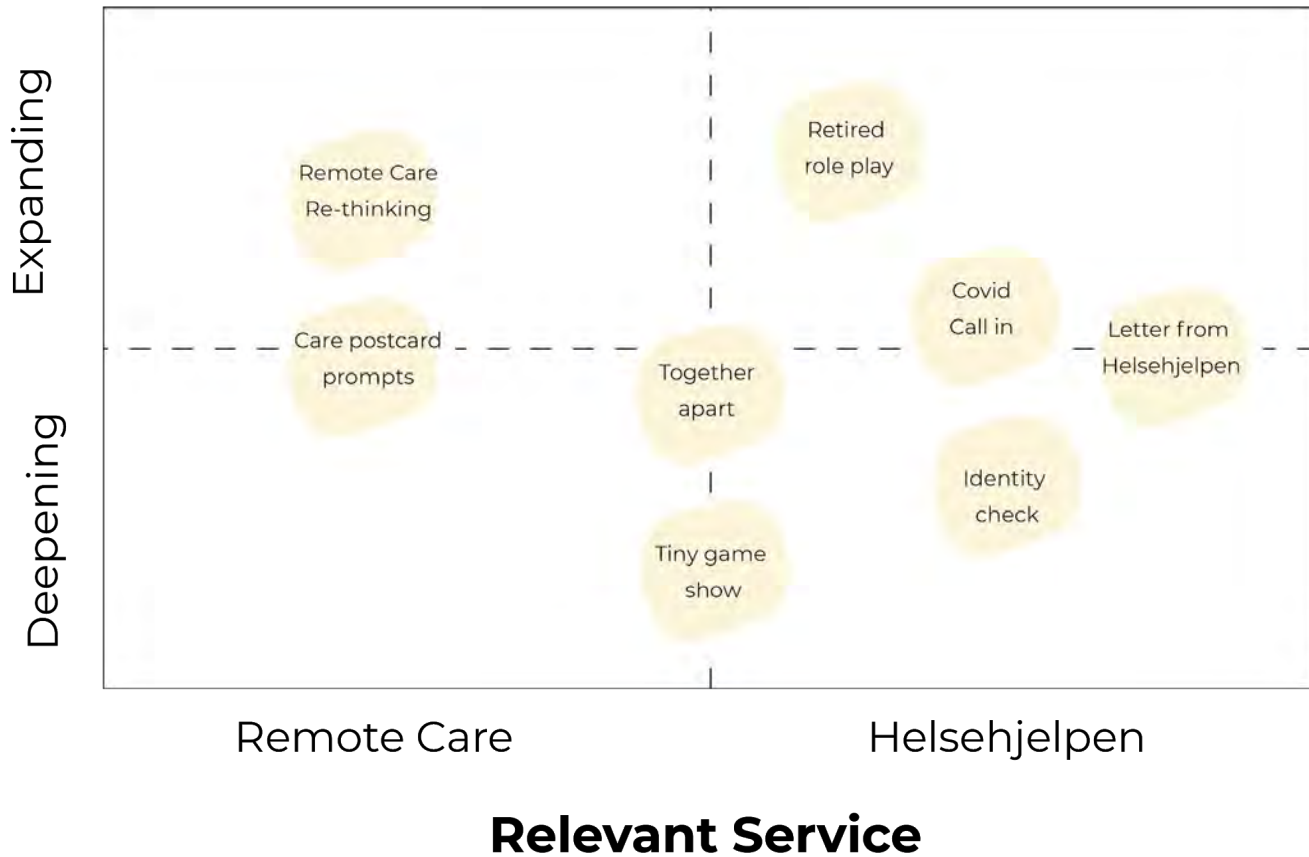 Expanding
Deepening
Retired
role play
Remote Care
Re-thinking
Covid
Call in
Letter from
Helsehjelpen
Care postcard
prompts
Together
apart
Identity
check
Tiny game
show
Remote Care
Helsehjelpen
Relevant Service